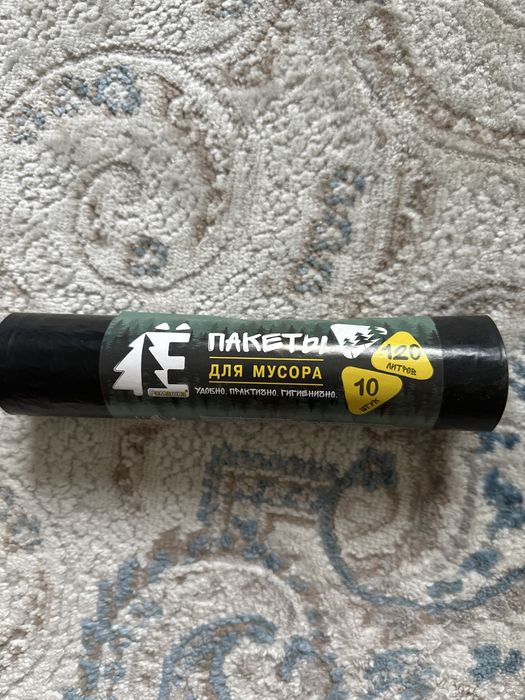 Ё
ПАКЕТЫ
ДЛЯ МУСОРА
УДОБНО. ПРАКТИЧНО. ГИГИЕНИЧНО.
120
ЛИТРОВ
10
ШТУК